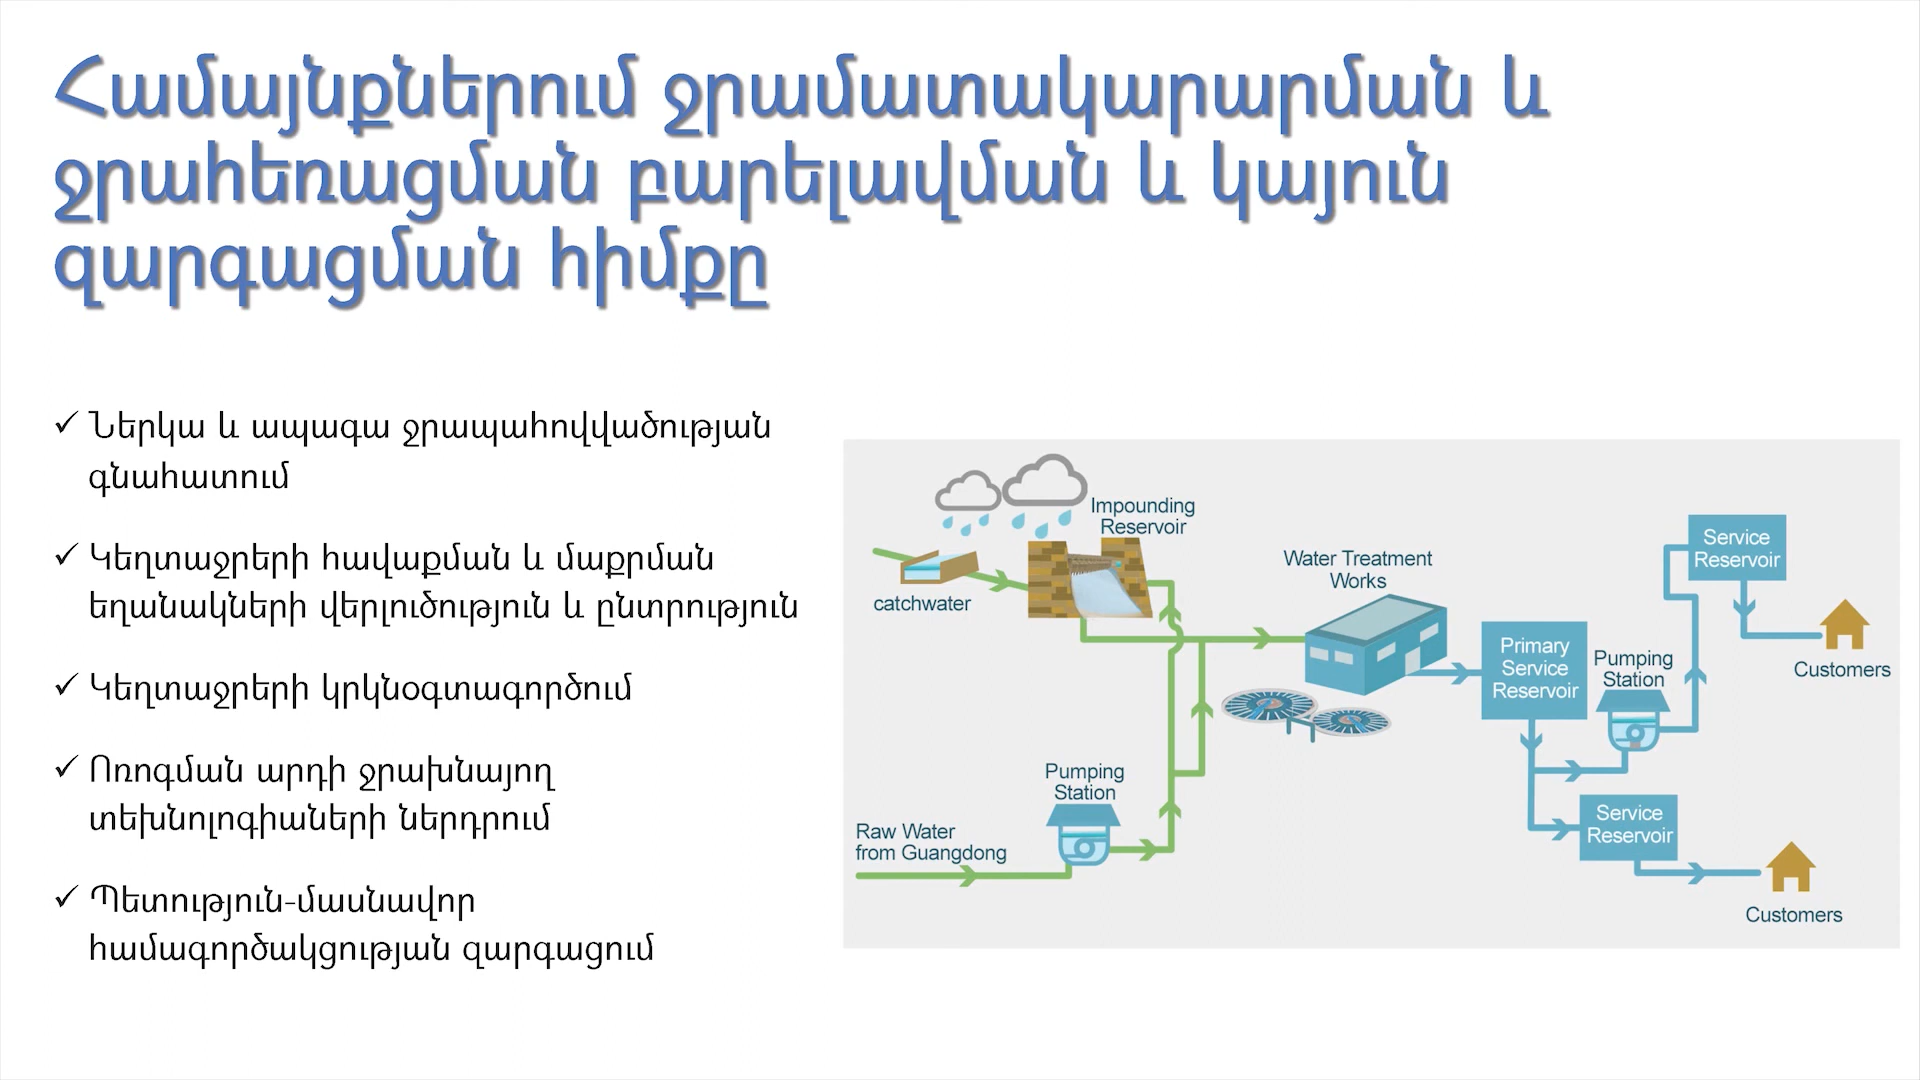 Համայնքներում ջրամատակարարման և
ջրահեռացման բարելավման և կայուն
զարգացման հիմքը
✓ Ներկա և ապագա ջրապահովվածության
գնահատում
✓ Կեղտաջրերի հավաքման և մաքրման
եղանակների վերլուծություն և ընտրություն
✓ Կեղտաջրերի կրկնօգտագործում
✓ Ոռոգման արդի ջրախնայող
տեխնոլոգիաների ներդրում
✓ Պետություն-մասնավոր
համագործակցության զարգացում
Impounding
Reservoir
catchwater
Water Treatment
Works
Service
Reservoir
Customers
Primary
Service
Reservoir
Pumping
Station
Pumping
Station
Raw Water
from Guangdong
Service
Reservoir
Customers